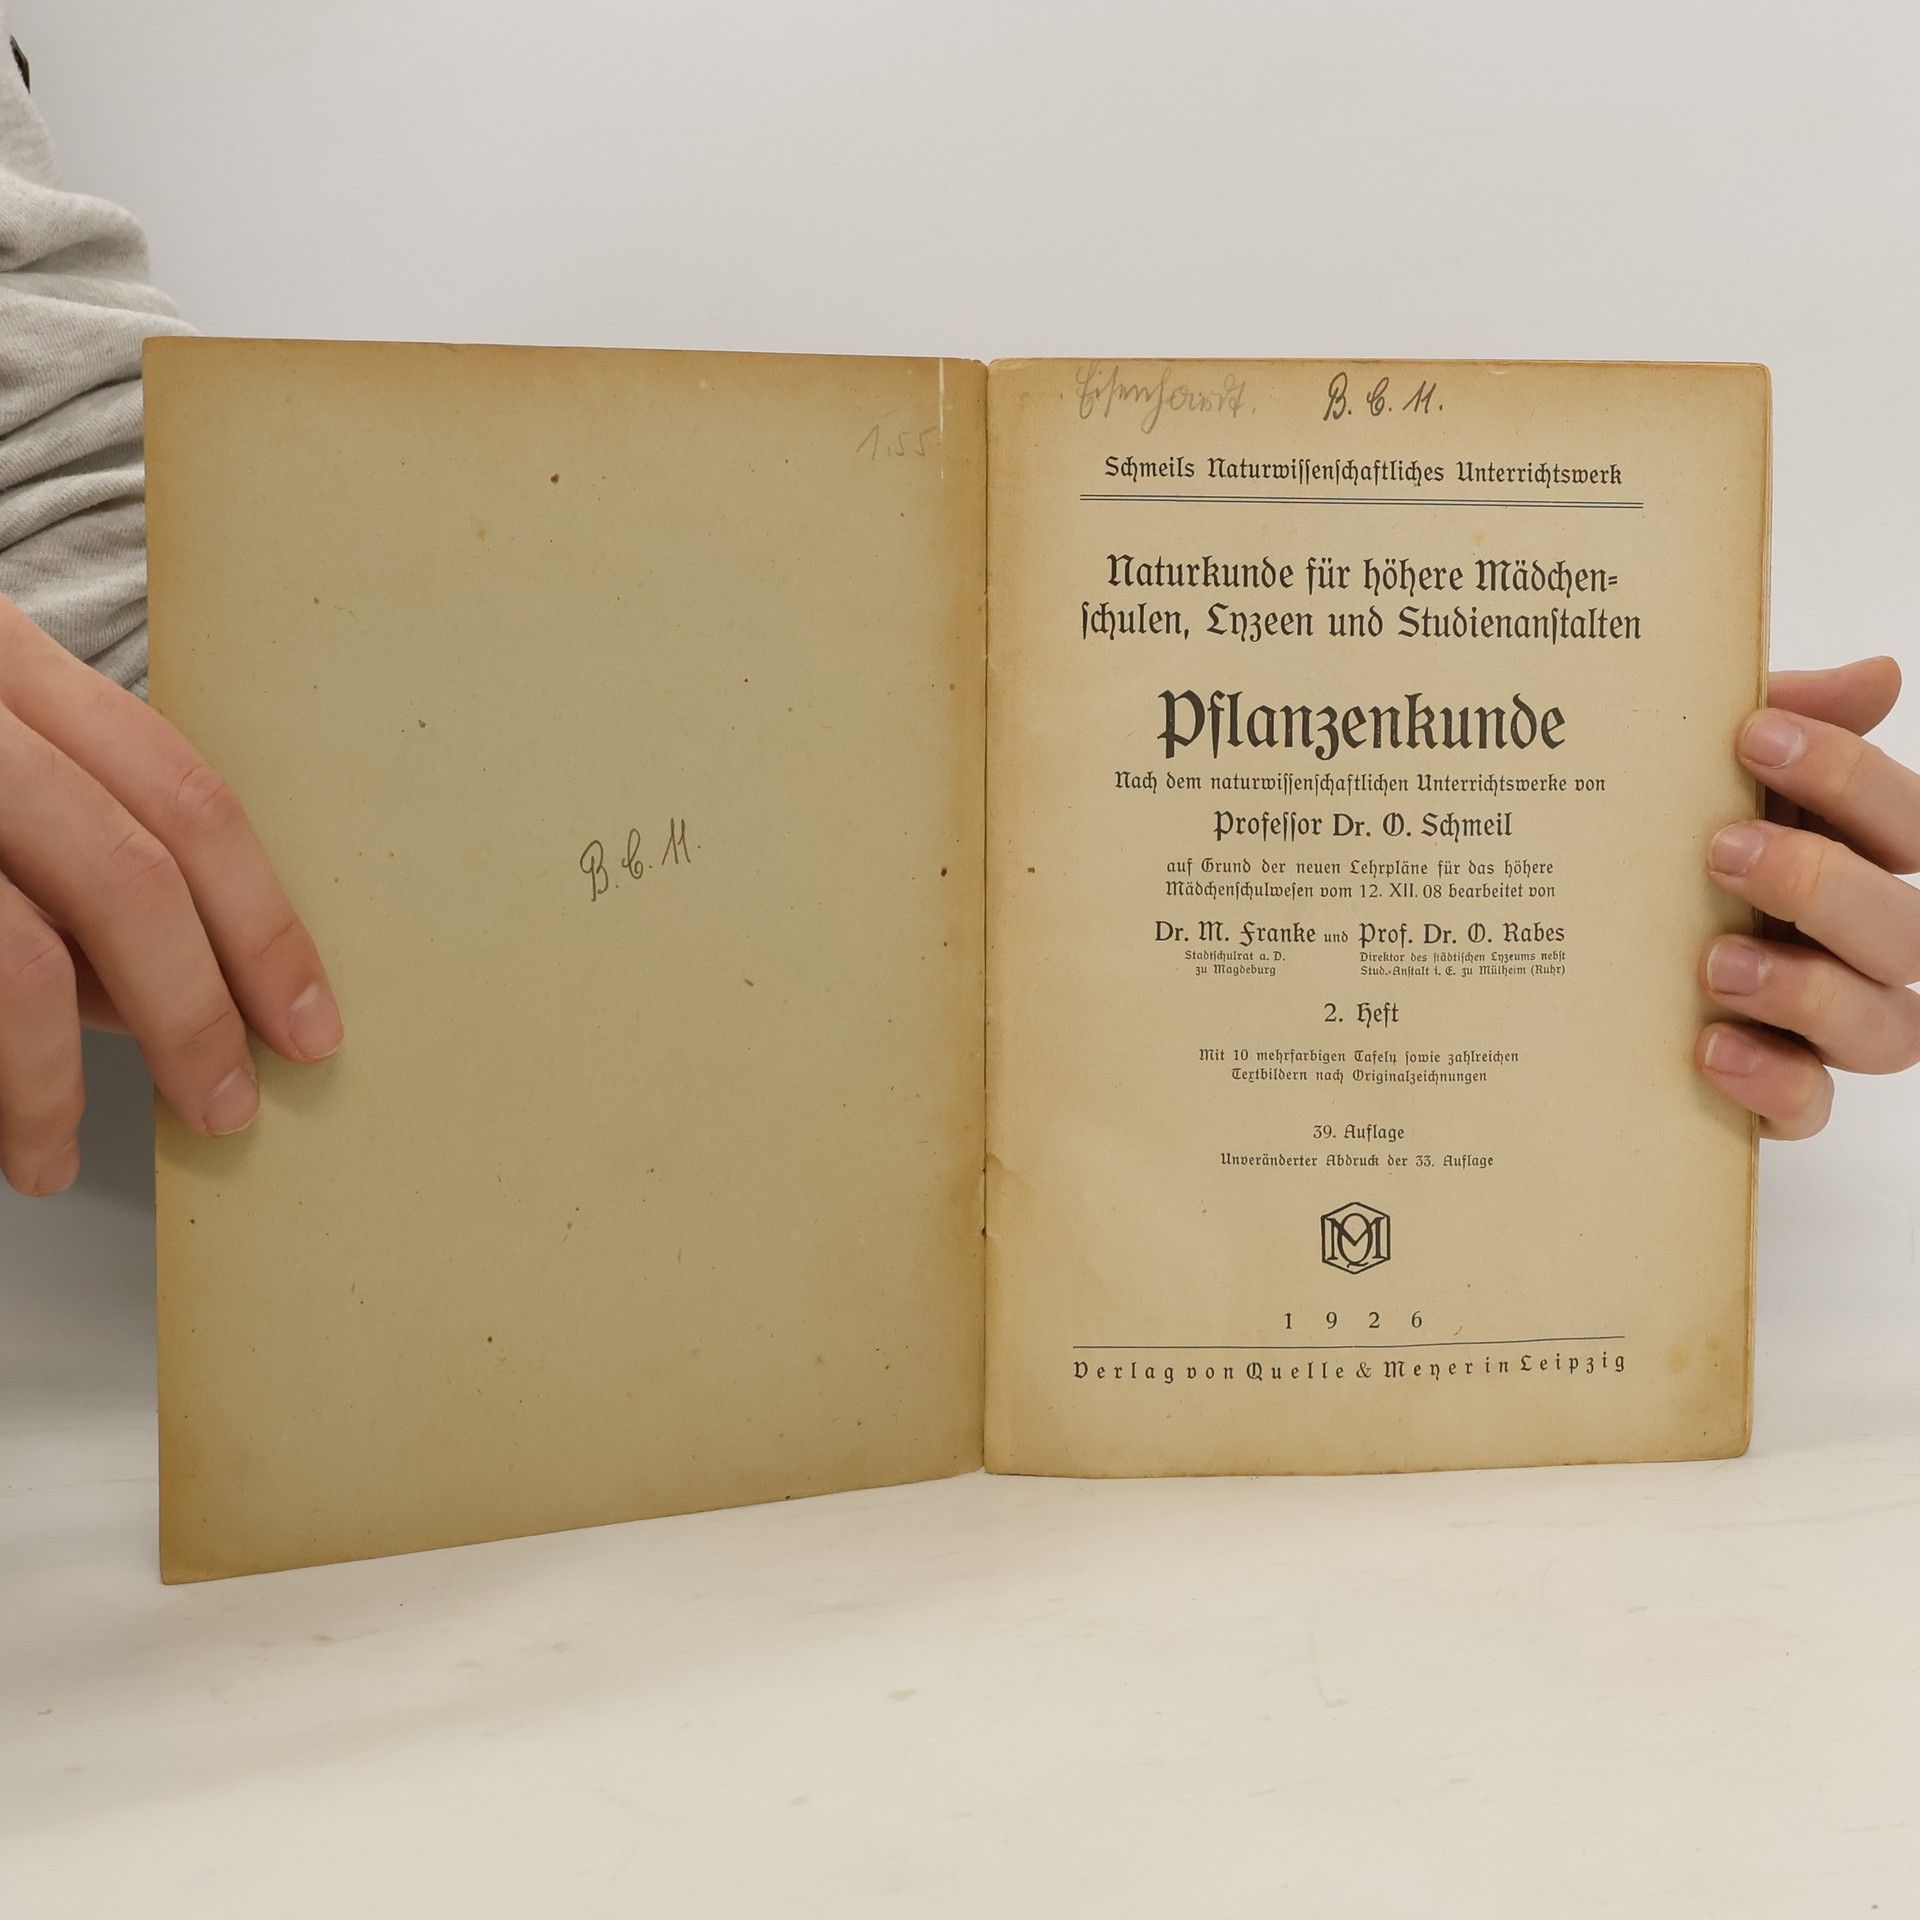 1.55
B. C. 11.
Eisenhardt. B. C. 11.
Schmeils Naturwissenschaftliches Unterrichtswerk
Naturkunde für höhere Mädchen=
schulen, Lyzeen und Studienanstalten
Pflanzenkunde
Nach dem naturwissenschaftlichen Unterrichtswerke von
Professor Dr. O. Schmeil
auf Grund der neuen Lehrpläne für das höhere
Mädchenschulwesen vom 12. XII. 08 bearbeitet von
Dr. M. Franke und Prof. Dr. O. Rabes
Stadtschulrat a. D. Direktor des städtischen Lyzeums nebst
zu Magdeburg Stud.=Anstalt i. E. zu Mülheim (Ruhr)
2. Heft
Mit 10 mehrfarbigen Tafeln sowie zahlreichen
Textbildern nach Originalzeichnungen
39. Auflage
Unveränderter Abdruck der 33. Auflage
QM
1926
Verlag von Quelle & Meyer in Leipzig